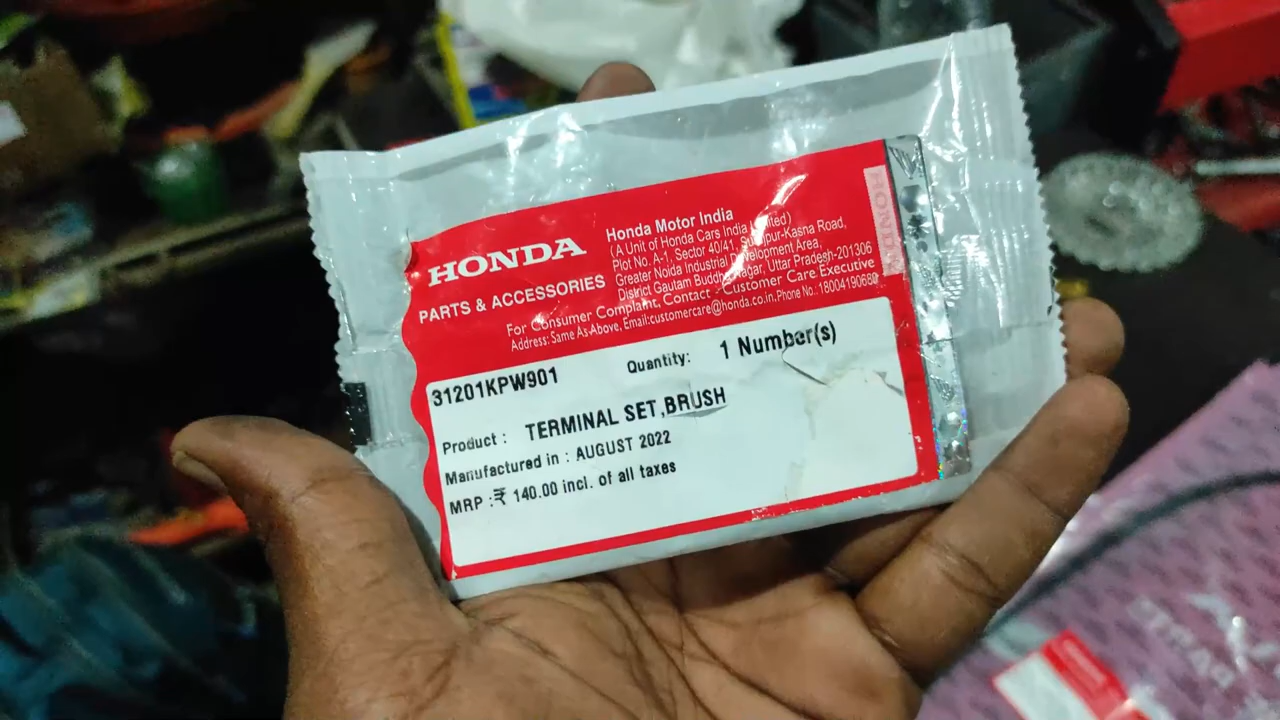 HONDA
PARTS & ACCESSORIES
Honda Motor India
(A Unit of Honda Cars India Limited)
Plot No. A-1, Sector 40/41, Surajpur-Kasna Road,
Greater Noida Industrial Development Area,
District Gautam Buddha Nagar, Uttar Pradesh-201306
For Consumer Complaint, Contact :- Customer Care Executive
Address: Same As Above, Email:customercare@honda.co.in.Phone No.: 18004190680
HONDA
31201KPW901
Quantity: 1 Number(s)
Product : TERMINAL SET,BRUSH
Manufactured in : AUGUST 2022
MRP :₹ 140.00 incl. of all taxes